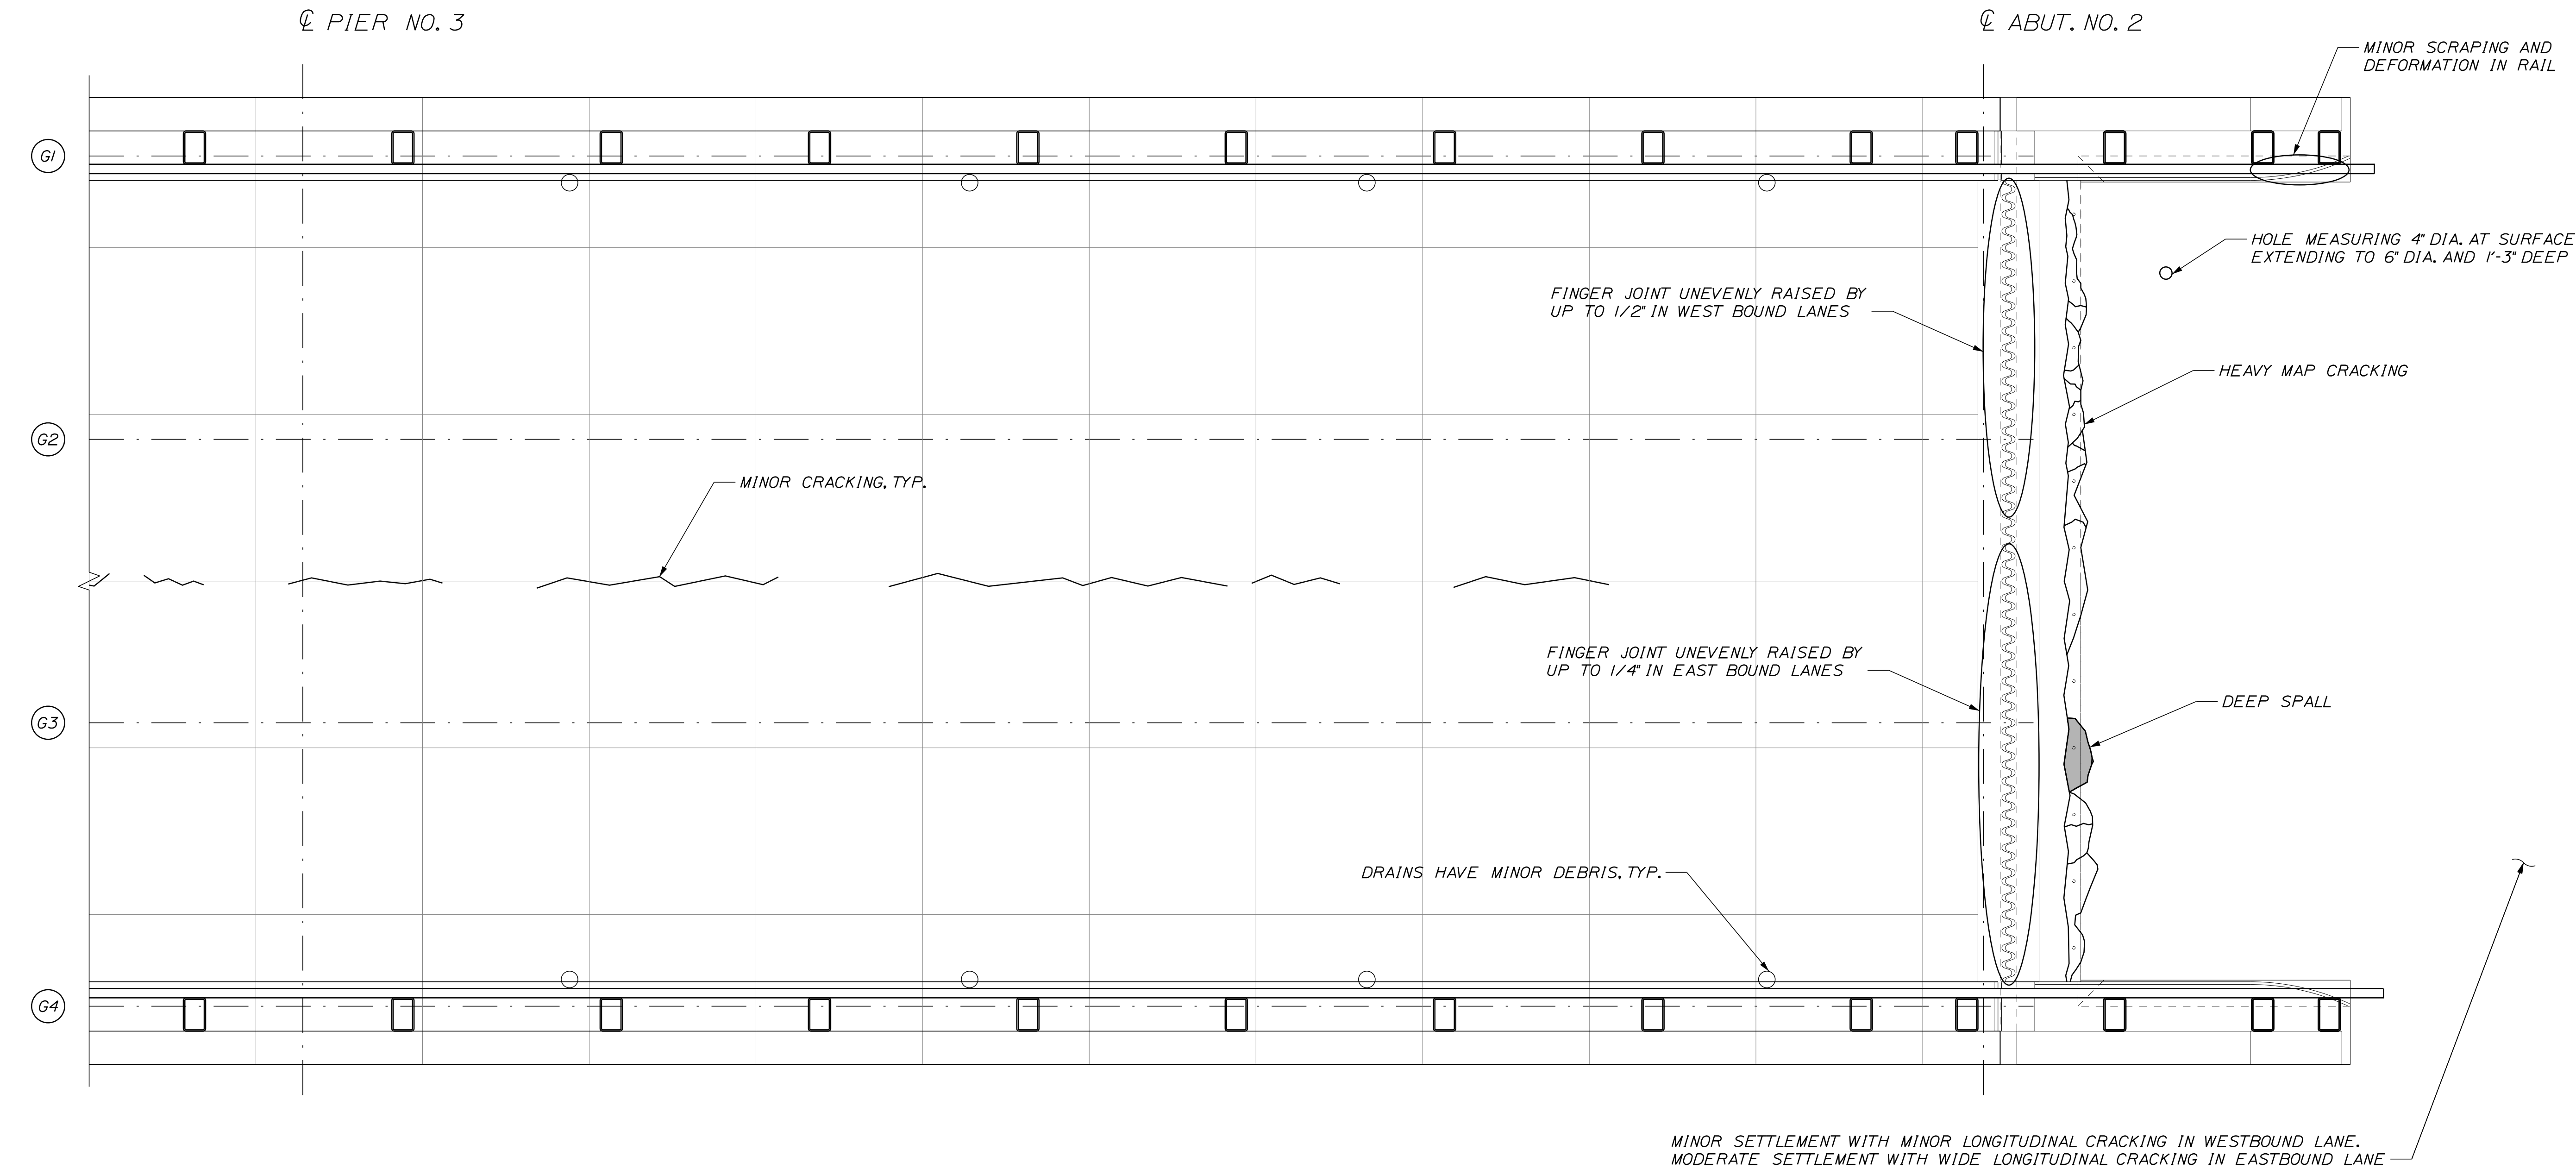 ℄ PIER NO. 3
℄ ABUT. NO. 2
MINOR SCRAPING AND
DEFORMATION IN RAIL
G1
HOLE MEASURING 4" DIA. AT SURFACE
EXTENDING TO 6" DIA. AND 1'-3" DEEP
FINGER JOINT UNEVENLY RAISED BY
UP TO 1/2" IN WEST BOUND LANES
HEAVY MAP CRACKING
G2
MINOR CRACKING, TYP.
FINGER JOINT UNEVENLY RAISED BY
UP TO 1/4" IN EAST BOUND LANES
DEEP SPALL
G3
DRAINS HAVE MINOR DEBRIS, TYP.
G4
MINOR SETTLEMENT WITH MINOR LONGITUDINAL CRACKING IN WESTBOUND LANE.
MODERATE SETTLEMENT WITH WIDE LONGITUDINAL CRACKING IN EASTBOUND LANE